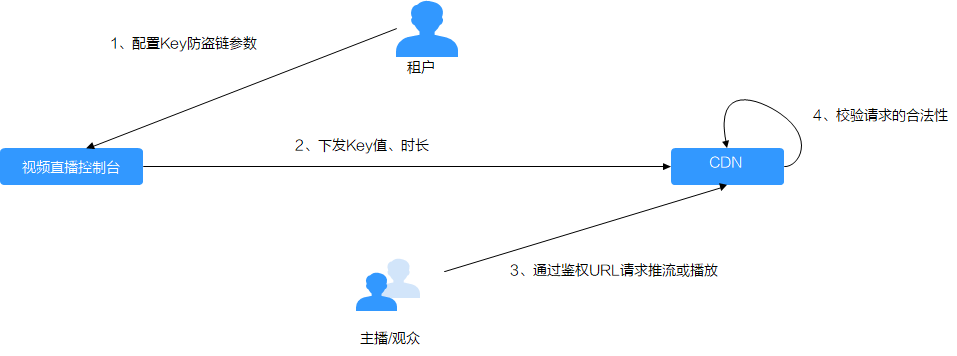 1、配置Key防盗链参数
租户
4、校验请求的合法性
2、下发Key值、时长
视频直播控制台
CDN
3、通过鉴权URL请求推流或播放
主播/观众